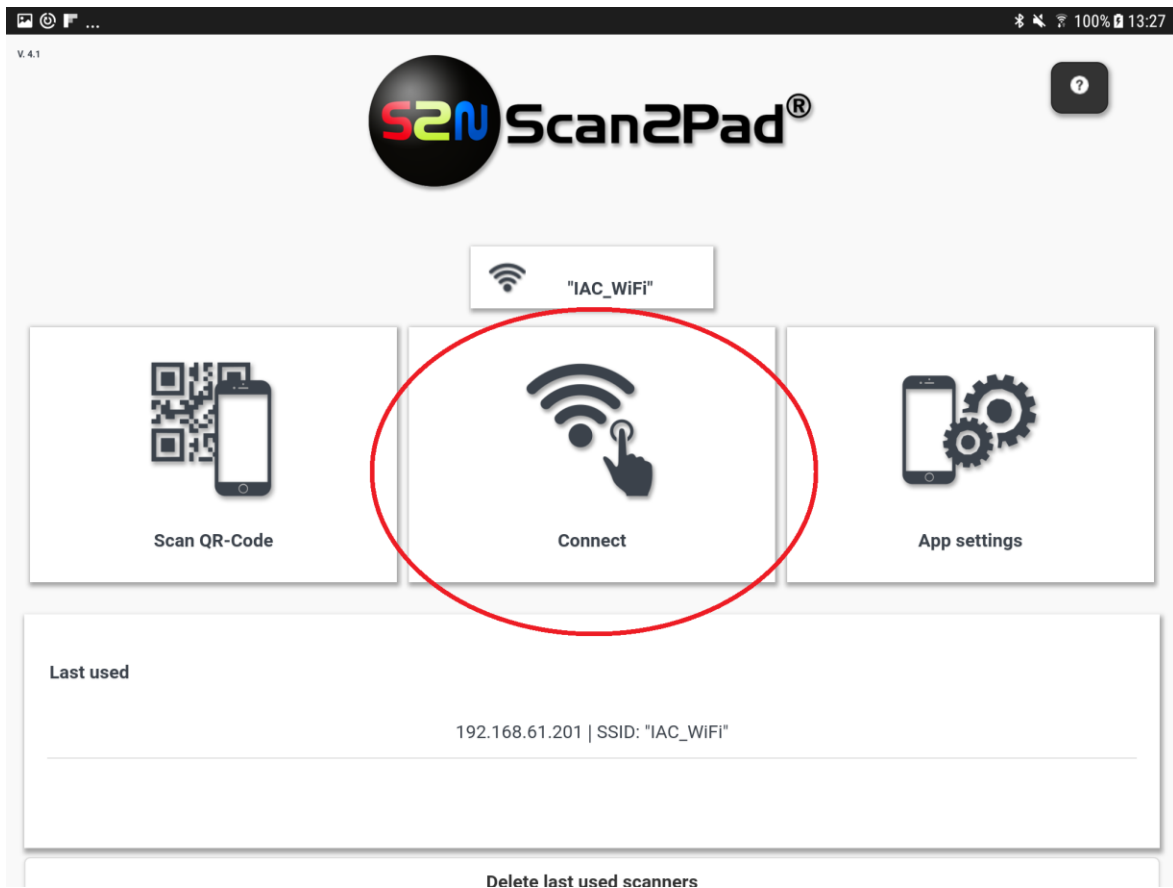 ... 100% 13:27
V. 4.1
S2N Scan2Pad®
?
"IAC_WiFi"
Scan QR-Code
Connect
App settings
Last used
192.168.61.201 | SSID: "IAC_WiFi"
Delete last used scanners